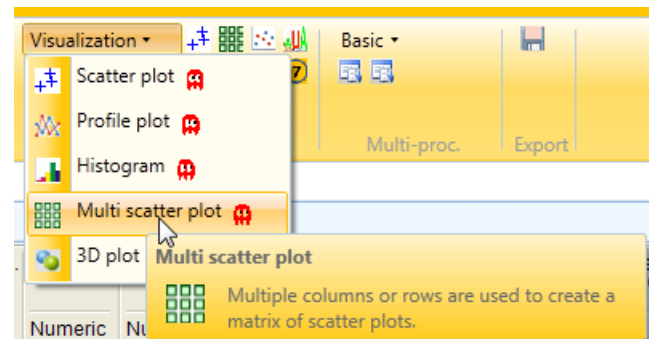 Visualization
Basic
7
Scatter plot
Profile plot
Multi-proc.
Export
Histogram
Multi scatter plot
3D plot
Multi scatter plot
Multiple columns or rows are used to create a
matrix of scatter plots.
Numeric